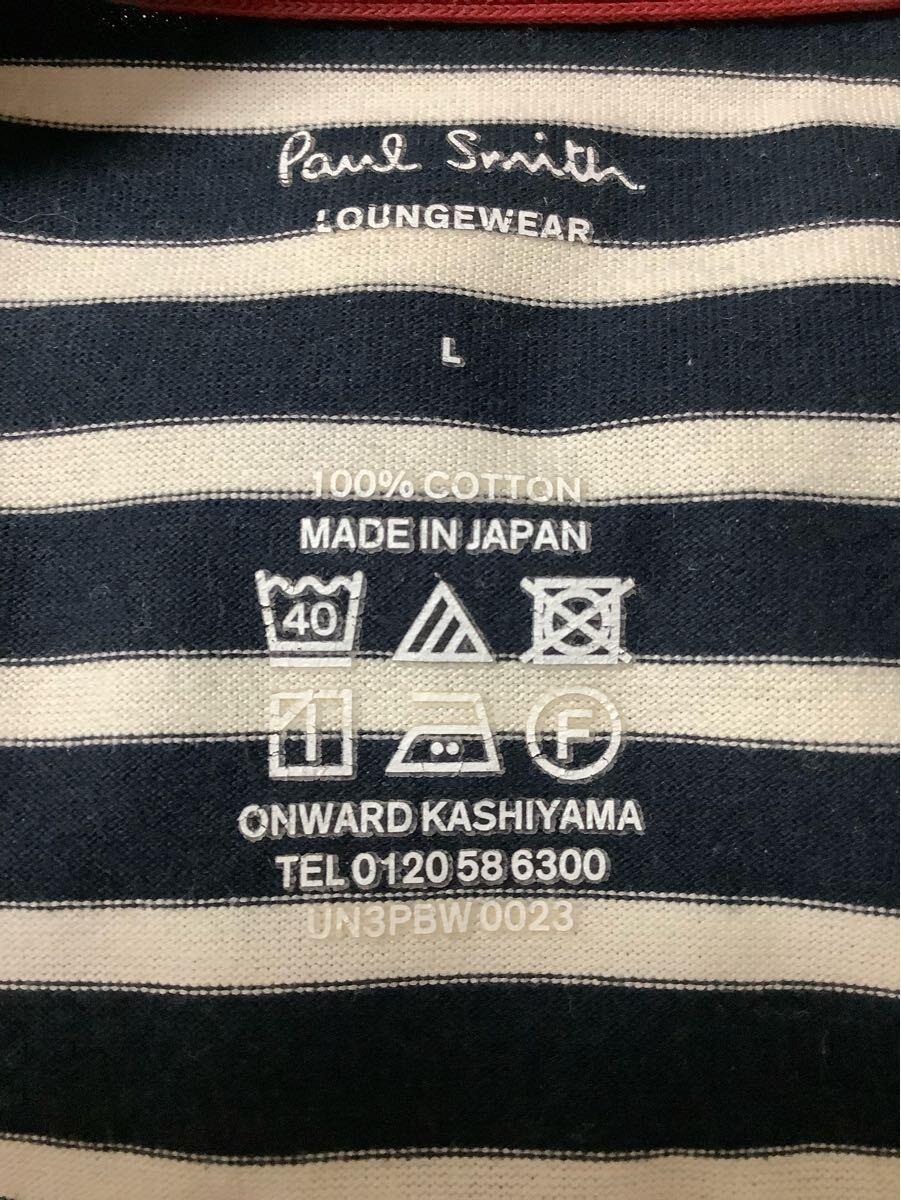 Paul Smith
LOUNGEWEAR
L
100% COTTON
MADE IN JAPAN
40
F
ONWARD KASHIYAMA
TEL 0120 58 6300
UN3PBW 0023